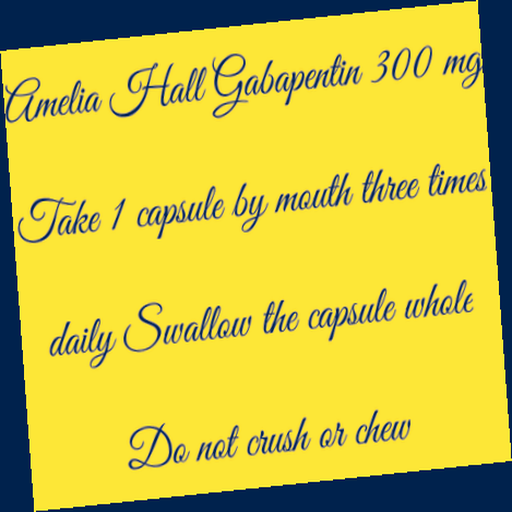 Amelia Hall Gabapentin 300 mg
Take 1 capsule by mouth three times
daily Swallow the capsule whole
Do not crush or chew